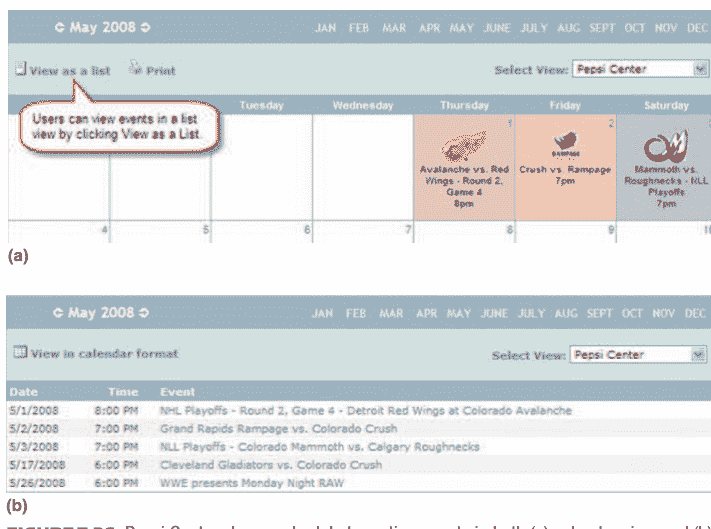 May 2008
JAN FEB MAR APR MAY JUNE JULY AUG SEPT OCT NOV DEC
View as a list Print
Select View: Pepsi Center
Tuesday Wednesday Thursday Friday Saturday
Users can view events in a list
view by clicking View as a List.
1 2
RAMPAGE
Avalanche vs. Red
Wings - Round 2,
Game 4
8pm
Crush vs. Rampage
7pm
Mammoth vs.
Roughnecks - NLL
Playoffs
7pm
4 5 6 7 8 9 10
(a)
May 2008
JAN FEB MAR APR MAY JUNE JULY AUG SEPT OCT NOV DEC
View in calendar format
Select View: Pepsi Center
Date Time Event
5/1/2008 8:00 PM NHL Playoffs - Round 2, Game 4 - Detroit Red Wings at Colorado Avalanche
5/2/2008 7:00 PM Grand Rapids Rampage vs. Colorado Crush
5/3/2008 7:00 PM NLL Playoffs - Colorado Mammoth vs. Calgary Roughnecks
5/17/2008 6:00 PM Cleveland Gladiators vs. Colorado Crush
5/26/2008 6:00 PM WWE presents Monday Night RAW
(b)